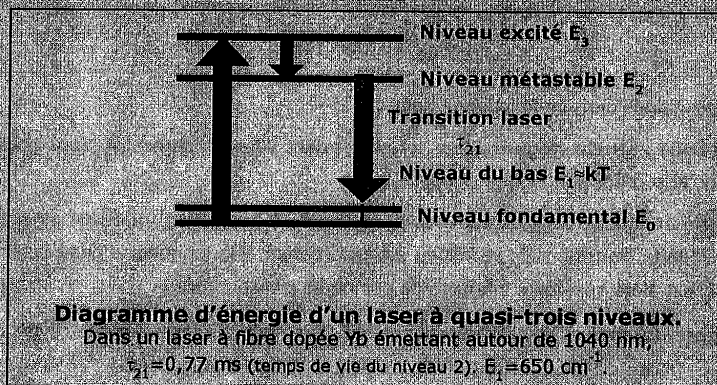 Niveau excité E₃
Niveau métastable E₂
Transition laser
τ₂₁
Niveau du bas E₁≈kT
Niveau fondamental E₀
Diagramme d'énergie d'un laser à quasi-trois niveaux.
Dans un laser à fibre dopée Yb émettant autour de 1040 nm,
τ₂₁=0,77 ms (temps de vie du niveau 2), E₁=650 cm⁻¹.